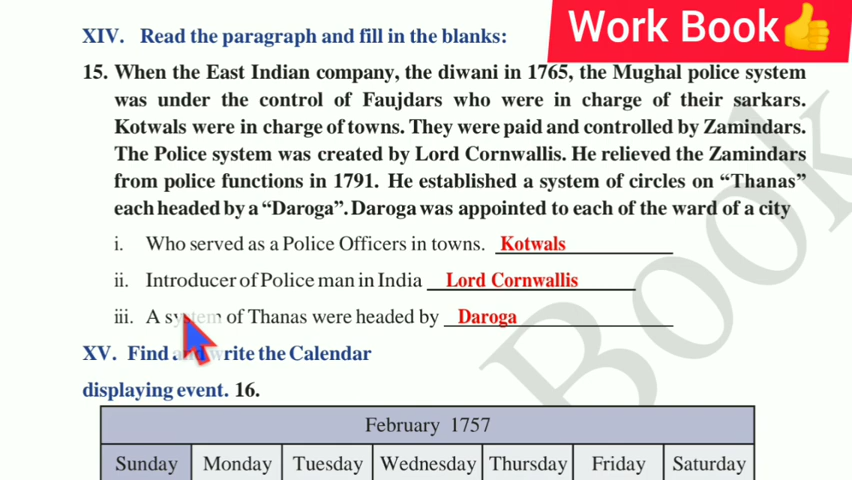 Work Book
XIV. Read the paragraph and fill in the blanks:
15. When the East Indian company, the diwani in 1765, the Mughal police system
was under the control of Faujdars who were in charge of their sarkars.
Kotwals were in charge of towns. They were paid and controlled by Zamindars.
The Police system was created by Lord Cornwallis. He relieved the Zamindars
from police functions in 1791. He established a system of circles on “Thanas”
each headed by a “Daroga”. Daroga was appointed to each of the ward of a city
i. Who served as a Police Officers in towns. Kotwals
ii. Introducer of Police man in India Lord Cornwallis
iii. A system of Thanas were headed by Daroga
XV. Find and write the Calendar
displaying event. 16.
February 1757
Sunday Monday Tuesday Wednesday Thursday Friday Saturday
Book